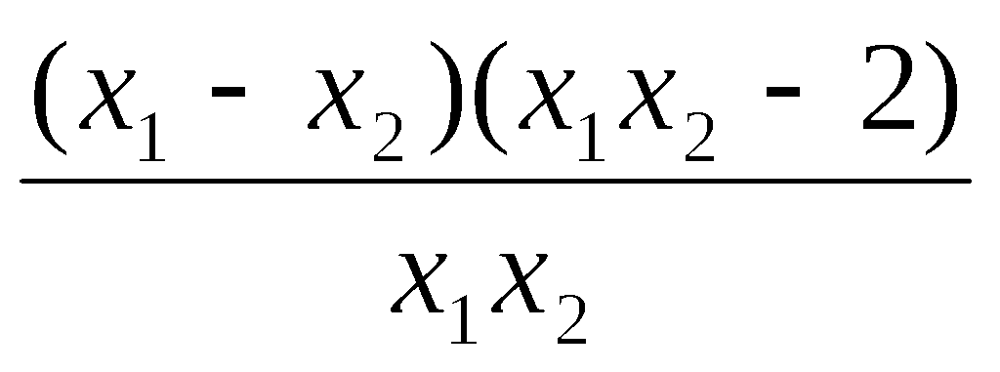 (x₁ - x₂)(x₁x₂ - 2)
x₁x₂